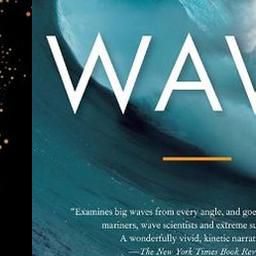 WAV
"Examines big waves from every angle, and goe
mariners, wave scientists and extreme su
A wonderfully vivid, kinetic narrat
—The New York Times Book Rev